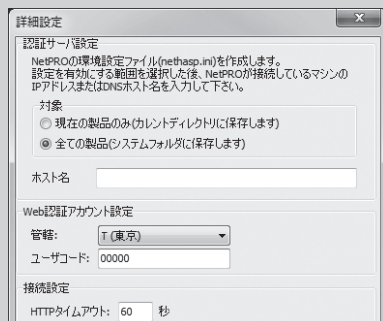 詳細設定
認証サーバ設定
NetPROの環境設定ファイル(nethasp.ini)を作成します。
設定を有効にする範囲を選択した後、NetPROが接続しているマシンの
IPアドレスまたはDNSホスト名を入力して下さい。
対象
現在の製品のみ(カレントディレクトリに保存します)
全ての製品(システムフォルダに保存します)
ホスト名
Web認証アカウント設定
管轄: T (東京)
ユーザコード: 00000
接続設定
HTTPタイムアウト: 60 秒